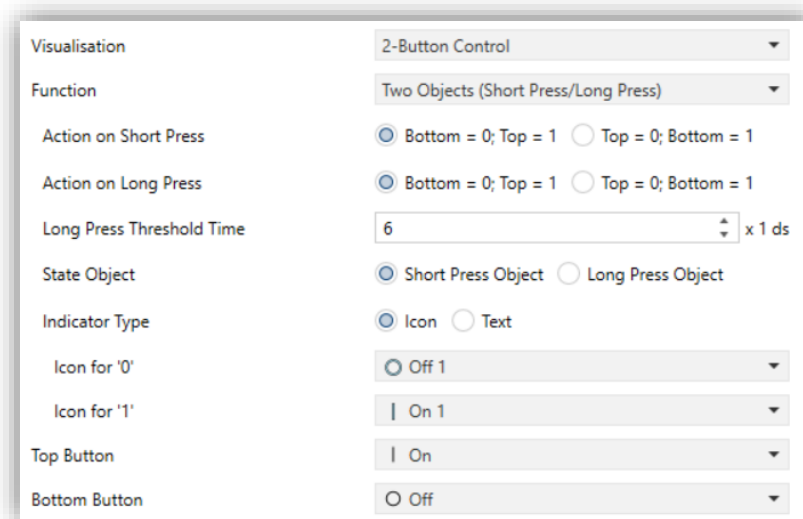 Visualisation 2-Button Control
Function Two Objects (Short Press/Long Press)
Action on Short Press Bottom = 0; Top = 1 Top = 0; Bottom = 1
Action on Long Press Bottom = 0; Top = 1 Top = 0; Bottom = 1
Long Press Threshold Time 6 x 1 ds
State Object Short Press Object Long Press Object
Indicator Type Icon Text
Icon for '0' Off 1
Icon for '1' On 1
Top Button On
Bottom Button Off